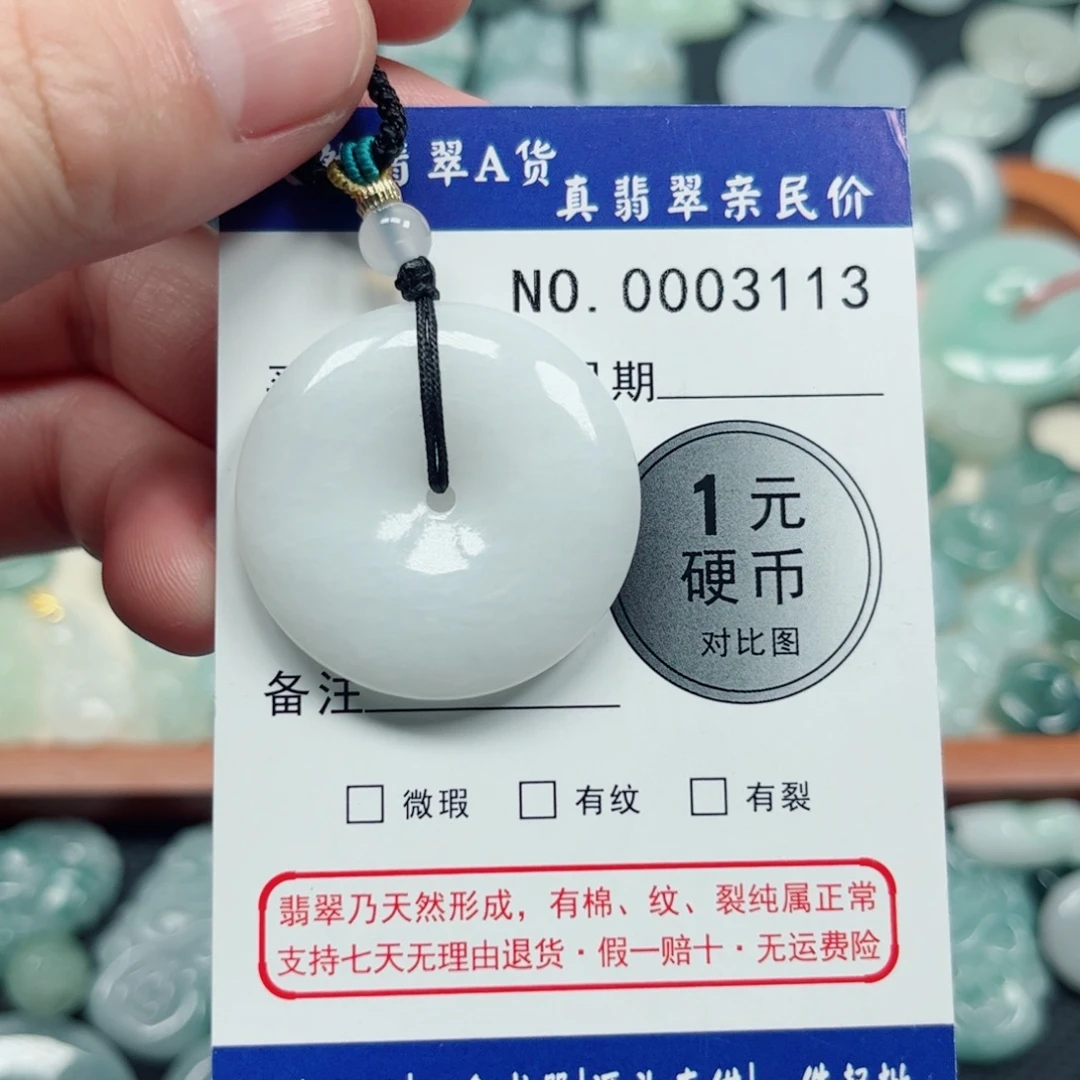 翡翠A货
真翡翠亲民价
NO. 0003113
期
1元
硬币
对比图
备注
微瑕 有纹 有裂
翡翠乃天然形成，有棉、纹、裂纯属正常
支持七天无理由退货·假一赔十·无运费险